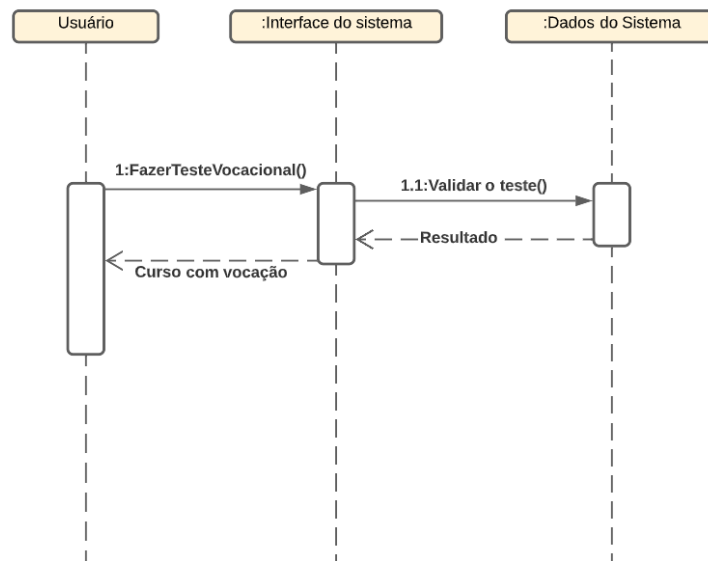 Usuário
:Interface do sistema
:Dados do Sistema
1:FazerTesteVocacional()
1.1:Validar o teste()
Resultado
Curso com vocação